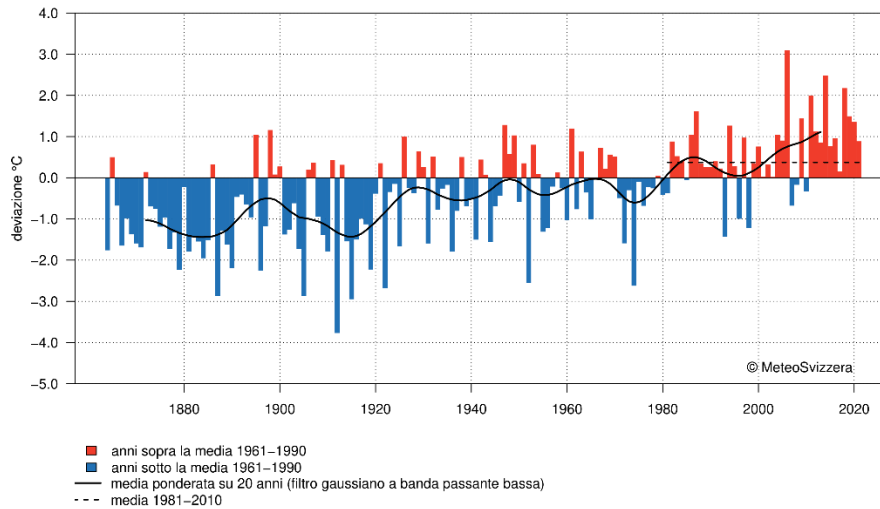 4.0
3.0
2.0
1.0
0.0
−1.0
−2.0
−3.0
−4.0
−5.0
deviazione °C
© MeteoSvizzera
1880 1900 1920 1940 1960 1980 2000 2020
anni sopra la media 1961−1990
anni sotto la media 1961−1990
media ponderata su 20 anni (filtro gaussiano a banda passante bassa)
media 1981−2010